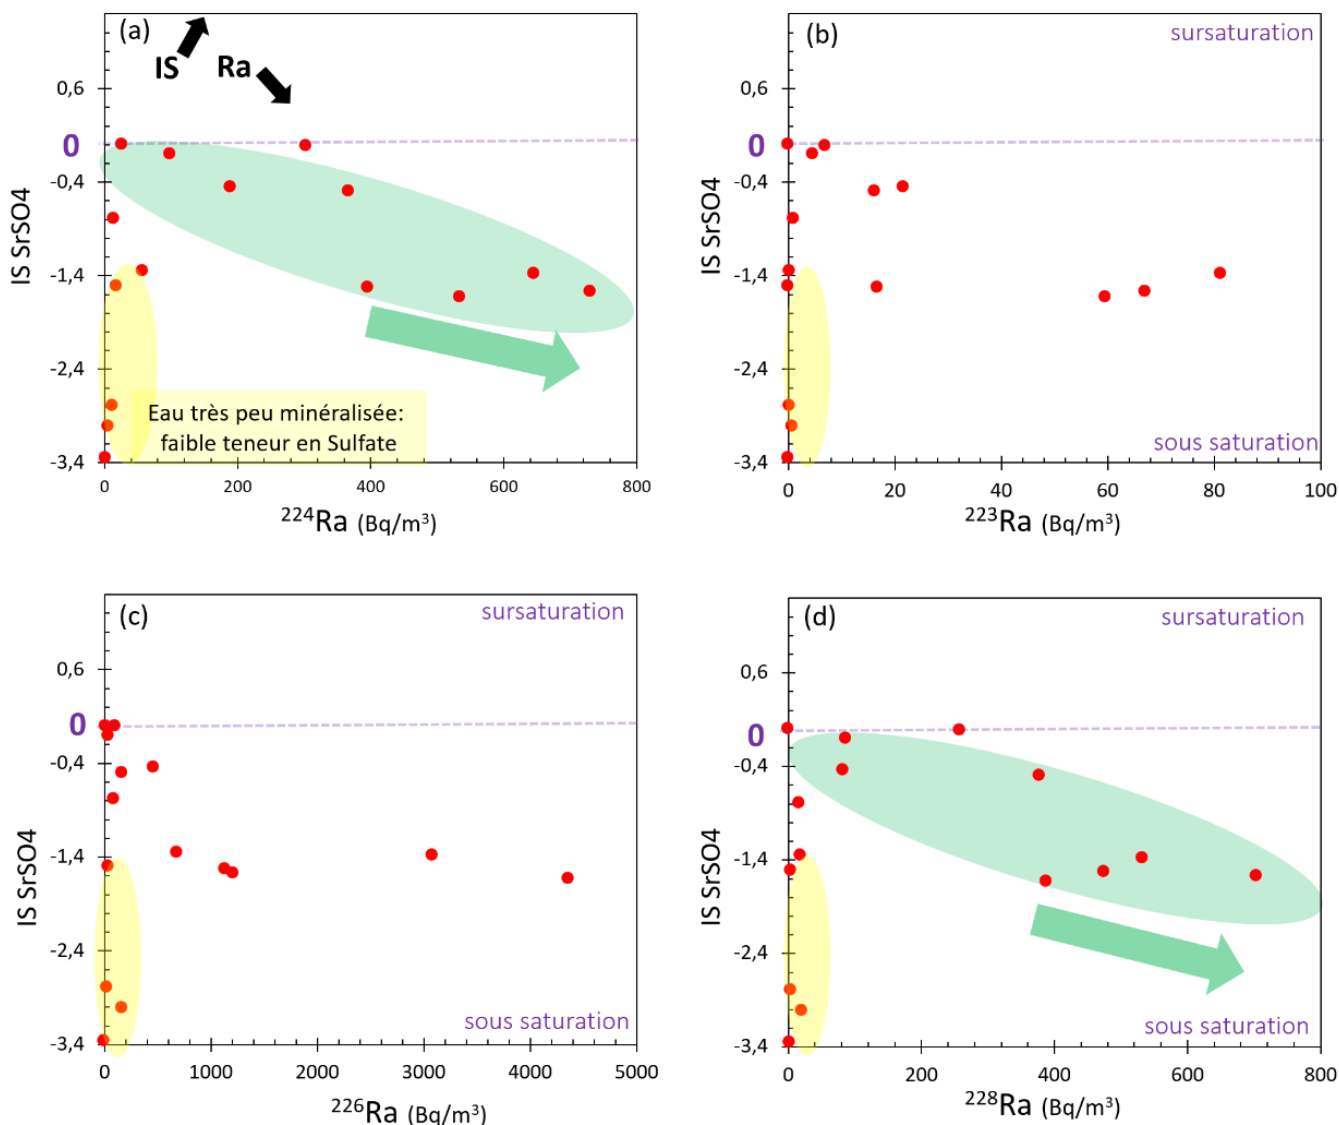 (a)
IS Ra
0,6
0
-0,4
-1,4
-2,4
-3,4
IS SrSO4
Eau très peu minéralisée:
faible teneur en Sulfate
0 200 400 600 800
²²⁴Ra (Bq/m³)
(b)
sursaturation
0,6
0
-0,4
-1,4
-2,4
-3,4
IS SrSO4
sous saturation
0 20 40 60 80 100
²²³Ra (Bq/m³)
(c)
sursaturation
0,6
0
-0,4
-1,4
-2,4
-3,4
IS SrSO4
sous saturation
0 1000 2000 3000 4000 5000
²²⁶Ra (Bq/m³)
(d)
sursaturation
0,6
0
-0,4
-1,4
-2,4
-3,4
IS SrSO4
sous saturation
0 200 400 600 800
²²⁸Ra (Bq/m³)